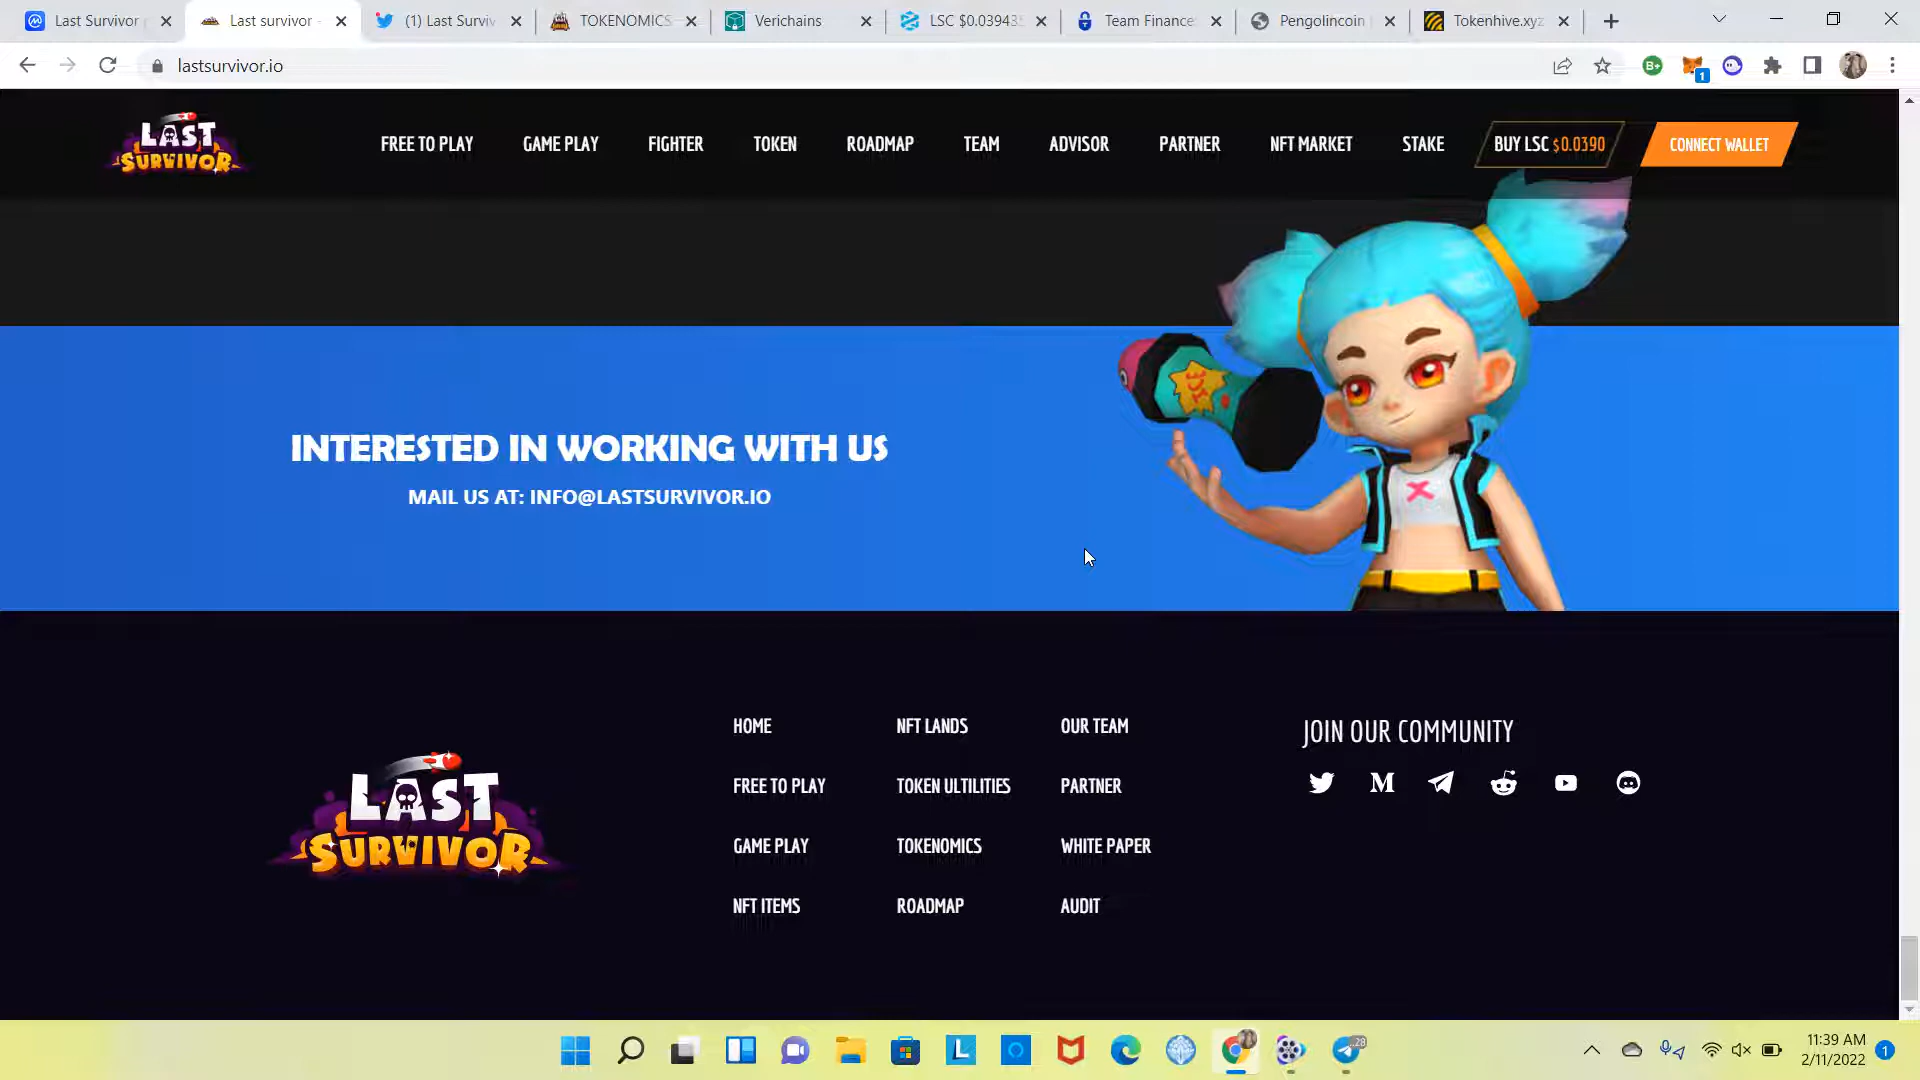 Last Survivor
Last survivor
(1) Last Surviv
TOKENOMICS
Verichains
LSC $0.03943
Team Finance
Pengolincoin
Tokenhive.xyz
lastsurvivor.io
B+
1
LAST
SURVIVOR
FREE TO PLAY
GAME PLAY
FIGHTER
TOKEN
ROADMAP
TEAM
ADVISOR
PARTNER
NFT MARKET
STAKE
BUY LSC $0.0390
CONNECT WALLET
INTERESTED IN WORKING WITH US
MAIL US AT: INFO@LASTSURVIVOR.IO
LAST
SURVIVOR
HOME
FREE TO PLAY
GAME PLAY
NFT ITEMS
NFT LANDS
TOKEN ULTILITIES
TOKENOMICS
ROADMAP
OUR TEAM
PARTNER
WHITE PAPER
AUDIT
JOIN OUR COMMUNITY
L
28
11:39 AM
2/11/2022
1